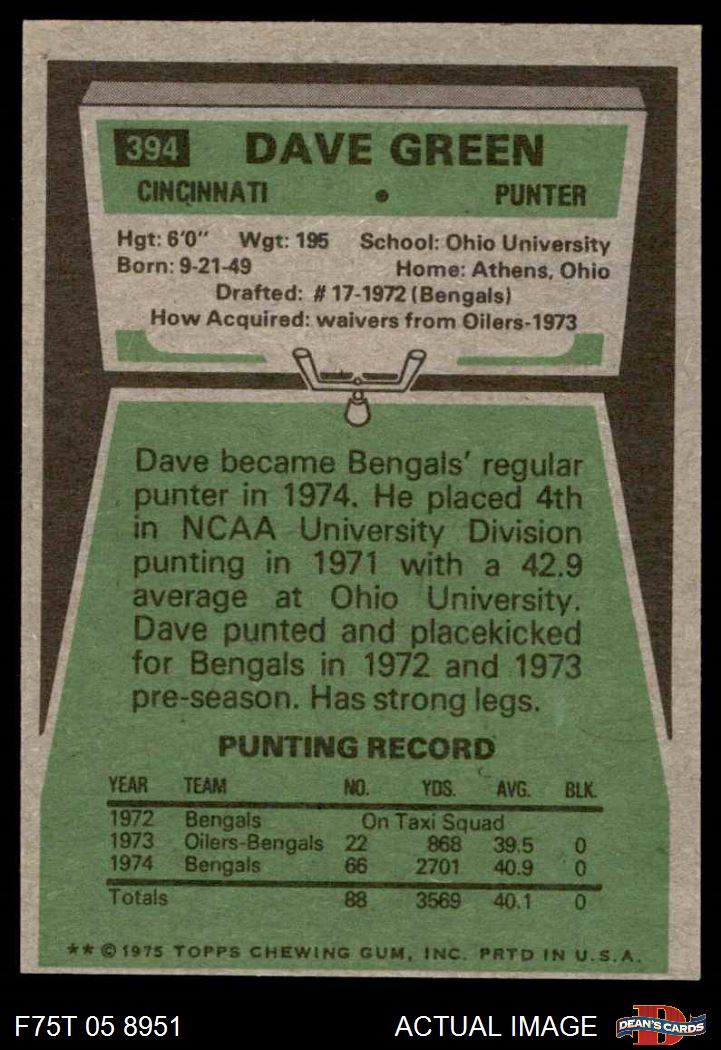 394 DAVE GREEN
CINCINNATI • PUNTER
Hgt: 6'0" Wgt: 195 School: Ohio University
Born: 9-21-49 Home: Athens, Ohio
Drafted: #17-1972 (Bengals)
How Acquired: waivers from Oilers-1973
Dave became Bengals' regular
punter in 1974. He placed 4th
in NCAA University Division
punting in 1971 with a 42.9
average at Ohio University.
Dave punted and placekicked
for Bengals in 1972 and 1973
pre-season. Has strong legs.
PUNTING RECORD
YEAR TEAM NO. YDS. AVG. BLK.
1972 Bengals On Taxi Squad
1973 Oilers-Bengals 22 868 39.5 0
1974 Bengals 66 2701 40.9 0
Totals 88 3569 40.1 0
** © 1975 TOPPS CHEWING GUM, INC. PRTD IN U.S.A.
F75T 05 8951 ACTUAL IMAGE D DEAN'S CARDS